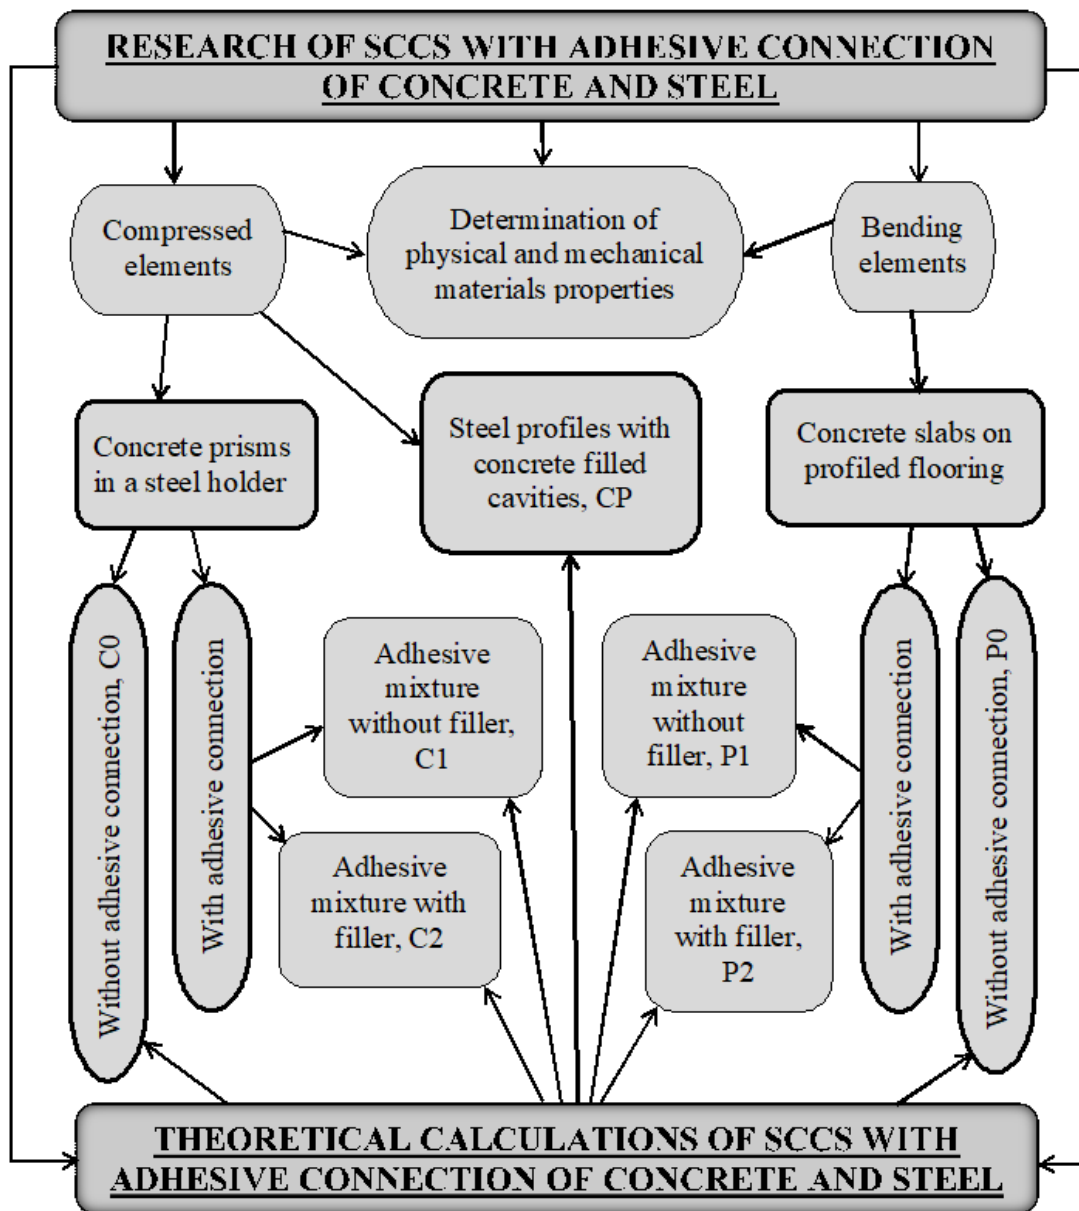 RESEARCH OF SCCS WITH ADHESIVE CONNECTION
OF CONCRETE AND STEEL
Compressed
elements
Determination of
physical and mechanical
materials properties
Bending
elements
Concrete prisms
in a steel holder
Steel profiles with
concrete filled
cavities, CP
Concrete slabs on
profiled flooring
Without adhesive connection, C0
With adhesive connection
Adhesive
mixture
without filler,
C1
Adhesive
mixture with
filler, C2
Adhesive
mixture
without
filler, P1
Adhesive
mixture
with filler,
P2
With adhesive connection
Without adhesive connection, P0
THEORETICAL CALCULATIONS OF SCCS WITH
ADHESIVE CONNECTION OF CONCRETE AND STEEL